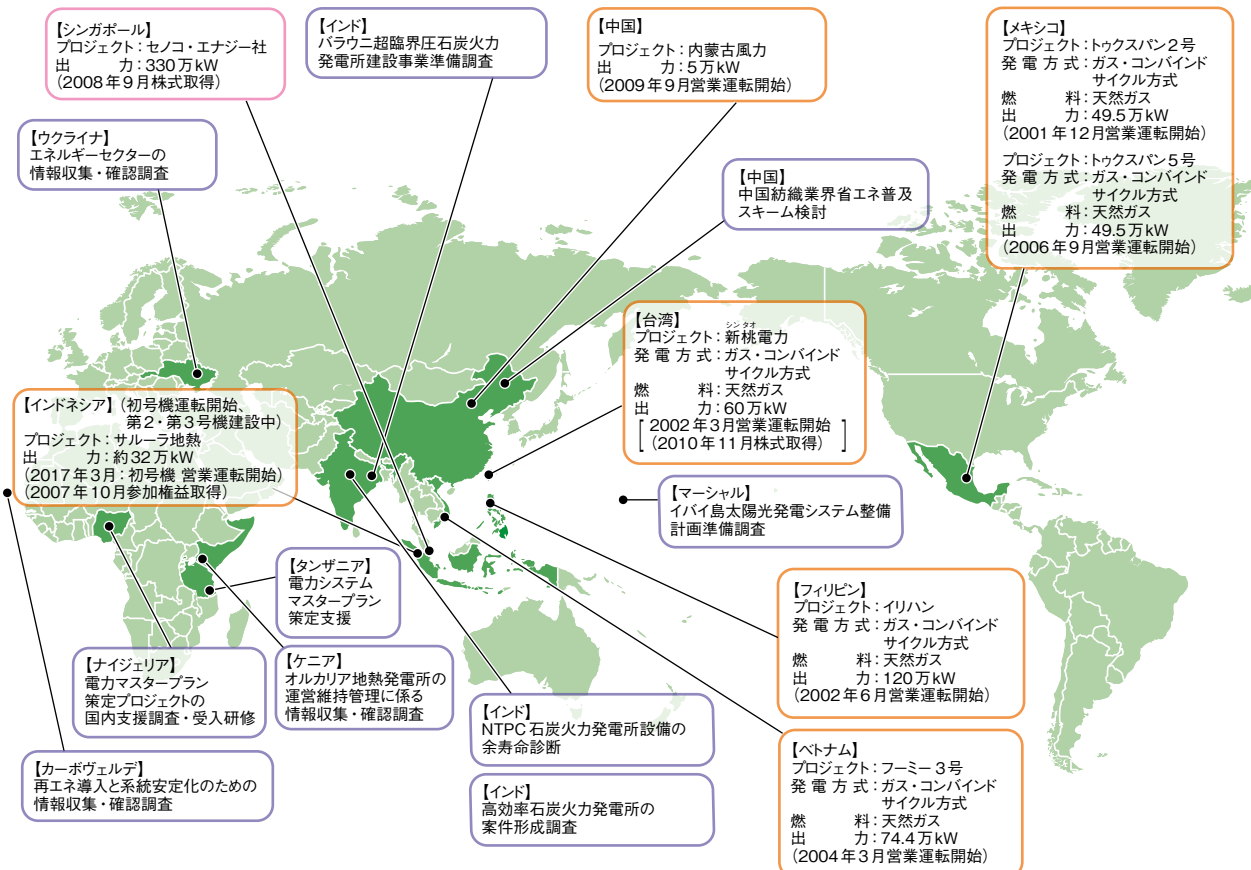 【シンガポール】
プロジェクト：セノコ・エナジー社
出　　　力：330万kW
（2008年9月株式取得）
【インド】
バラウニ超臨界圧石炭火力
発電所建設事業準備調査
【中国】
プロジェクト：内蒙古風力
出　　　力：5万kW
（2009年9月営業運転開始）
【メキシコ】
プロジェクト：トゥクスパン2号
発電方式：ガス・コンバインド
サイクル方式
燃　　　料：天然ガス
出　　　力：49.5万kW
（2001年12月営業運転開始）
プロジェクト：トゥクスパン5号
発電方式：ガス・コンバインド
サイクル方式
燃　　　料：天然ガス
出　　　力：49.5万kW
（2006年9月営業運転開始）
【ウクライナ】
エネルギーセクターの
情報収集・確認調査
【中国】
中国紡織業界省エネ普及
スキーム検討
【台湾】
シンタオ
プロジェクト：新桃電力
発電方式：ガス・コンバインド
サイクル方式
燃　　　料：天然ガス
出　　　力：60万kW
[2002年3月営業運転開始
（2010年11月株式取得）]
【インドネシア】（初号機運転開始、
第2・第3号機建設中）
プロジェクト：サルーラ地熱
出　　　力：約32万kW
（2017年3月：初号機 営業運転開始）
（2007年10月参加権益取得）
【マーシャル】
イバイ島太陽光発電システム整備
計画準備調査
【タンザニア】
電力システム
マスタープラン
策定支援
【フィリピン】
プロジェクト：イリハン
発電方式：ガス・コンバインド
サイクル方式
燃　　　料：天然ガス
出　　　力：120万kW
（2002年6月営業運転開始）
【ナイジェリア】
電力マスタープラン
策定プロジェクトの
国内支援調査・受入研修
【ケニア】
オルカリア地熱発電所の
運営維持管理に係る
情報収集・確認調査
【インド】
NTPC石炭火力発電所設備の
余寿命診断
【ベトナム】
プロジェクト：フーミー3号
発電方式：ガス・コンバインド
サイクル方式
燃　　　料：天然ガス
出　　　力：74.4万kW
（2004年3月営業運転開始）
【カーボヴェルデ】
再エネ導入と系統安定化のための
情報収集・確認調査
【インド】
高効率石炭火力発電所の
案件形成調査